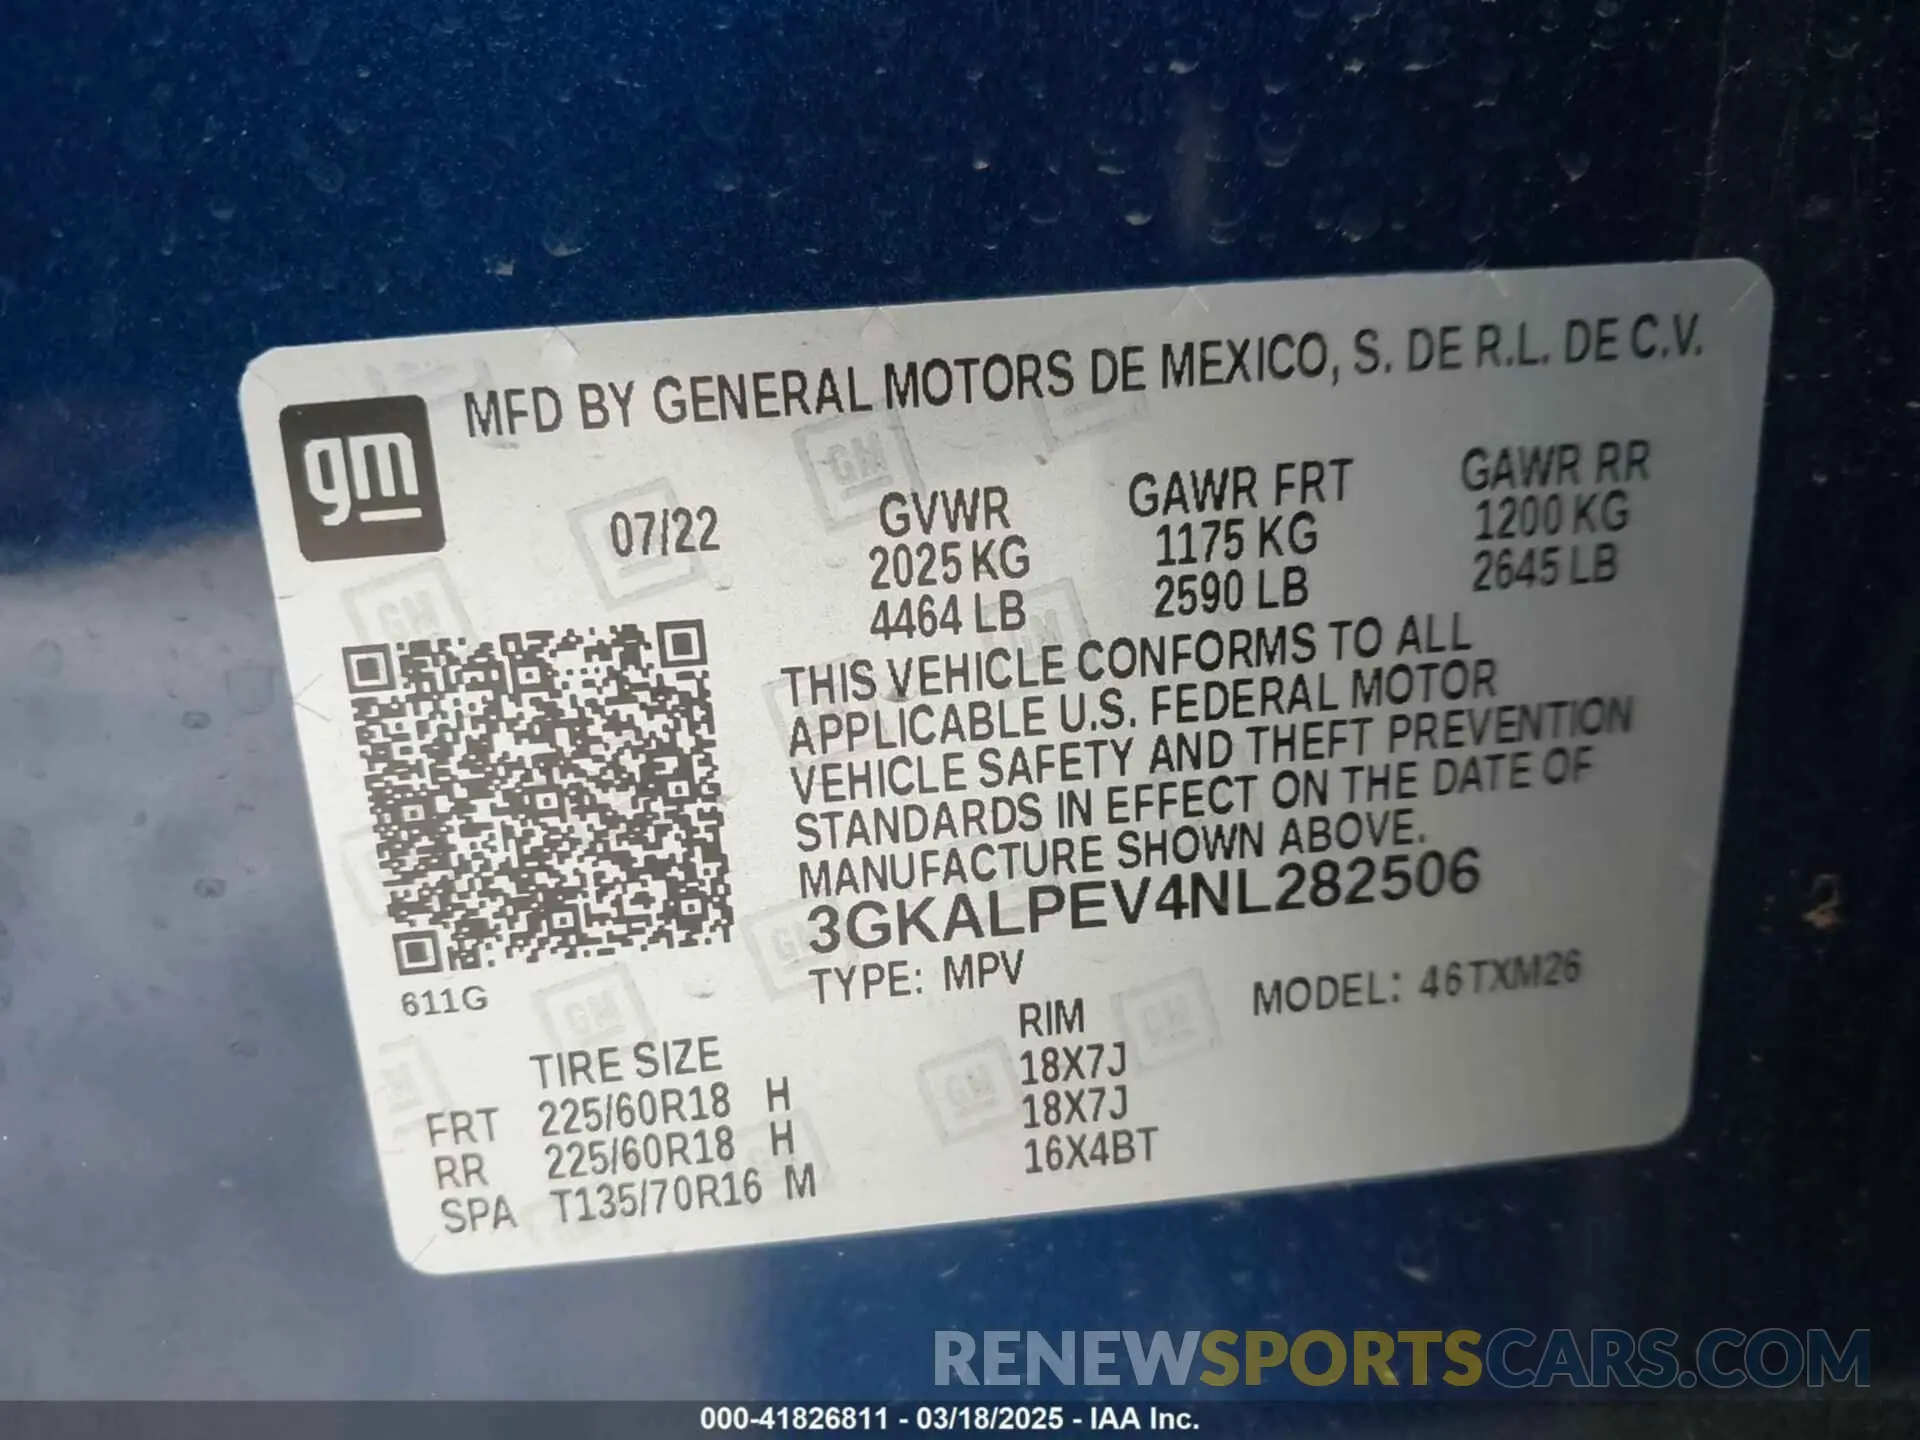 gm
MFD BY GENERAL MOTORS DE MEXICO, S. DE R.L. DE C.V.
07/22
GVWR
2025 KG
4464 LB
GAWR FRT
1175 KG
2590 LB
GAWR RR
1200 KG
2645 LB
THIS VEHICLE CONFORMS TO ALL
APPLICABLE U.S. FEDERAL MOTOR
VEHICLE SAFETY AND THEFT PREVENTION
STANDARDS IN EFFECT ON THE DATE OF
MANUFACTURE SHOWN ABOVE.
3GKALPEV4NL282506
TYPE: MPV
MODEL: 46TXM26
611G
TIRE SIZE
RIM
FRT 225/60R18 H 18X7J
RR 225/60R18 H 18X7J
SPA T135/70R16 M 16X4BT
RENEWSPORTSCARS.COM
000-41826811 - 03/18/2025 - IAA Inc.